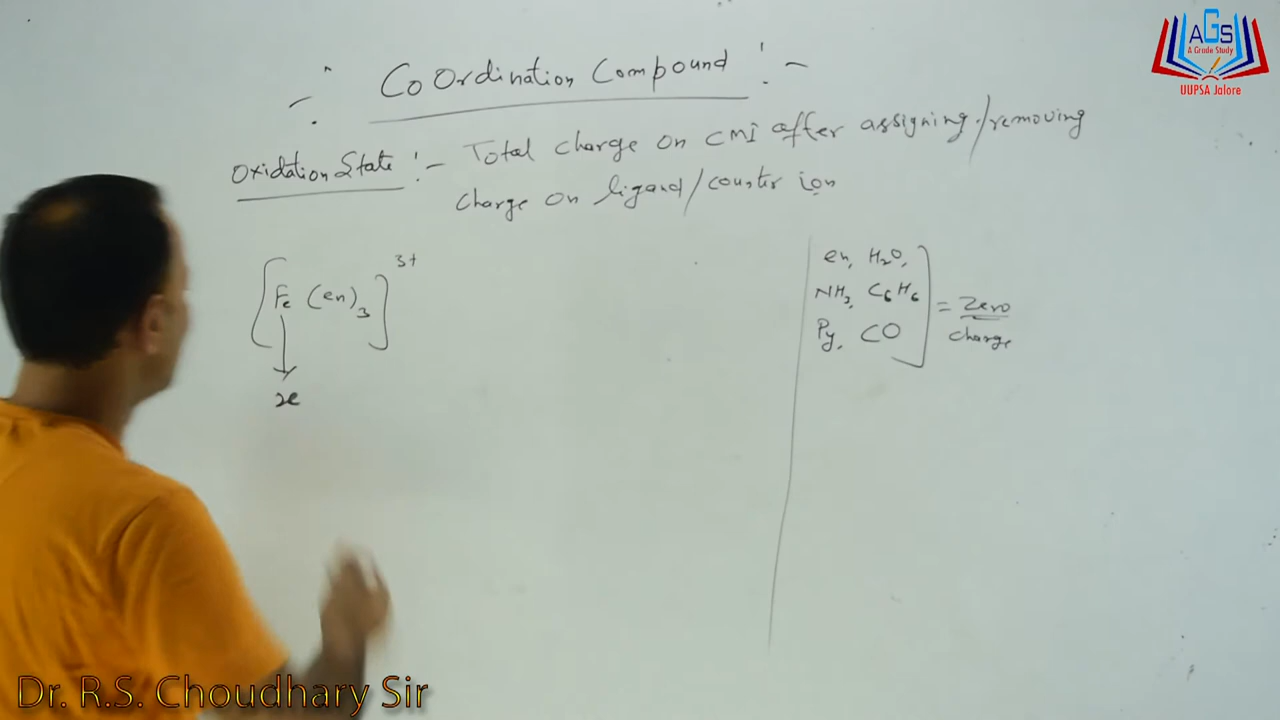 :- CoOrdination Compound :-
Oxidation State :- Total charge on CMI after assigning/removing
charge on ligand/counter ion
[Fe (en)3]3+
x
en, H2O,
NH3, C6H6
Py, CO
= Zero
charge
AGS
A Grade Study
UUPSA Jalore
Dr. R.S. Choudhary Sir